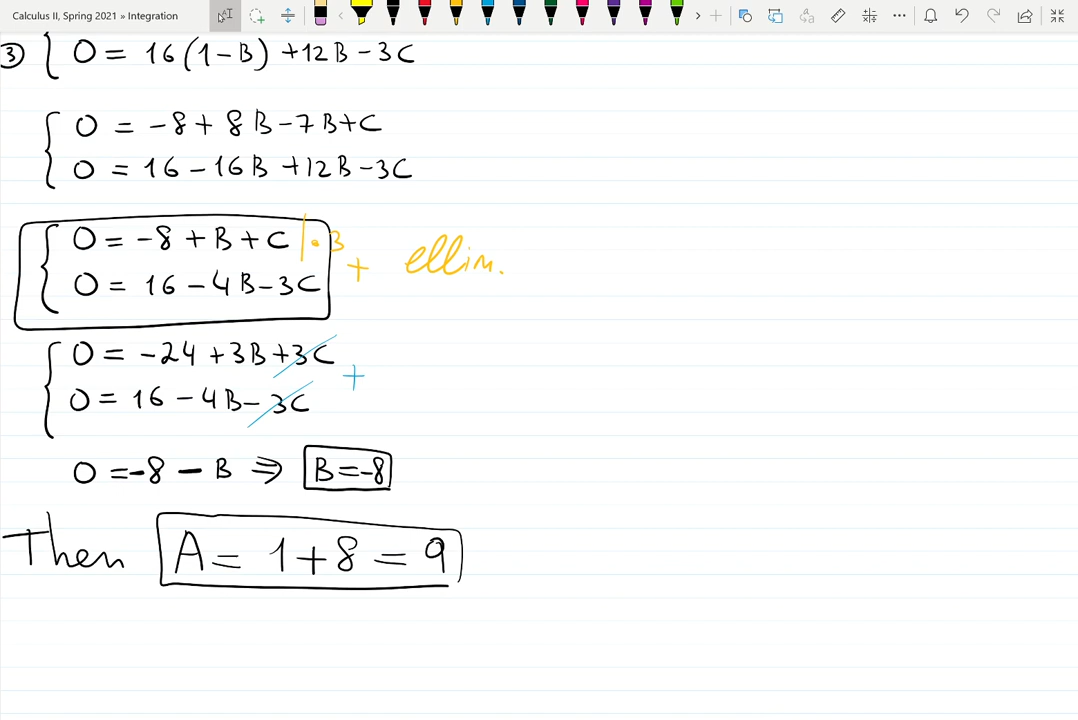 Calculus II, Spring 2021 » Integration
③ { 0 = 16(1-B) +12B-3C
{ 0 = -8+ 8B-7B+C
0 = 16-16B +12B-3C
{ 0 = -8 +B+C |·3
0 = 16 -4B-3C
+ ellim.
{ 0 = -24 +3B+3C
0 = 16 -4B-3C
+
0 =-8 - B ⇒ B=-8
Then A= 1+8 = 9